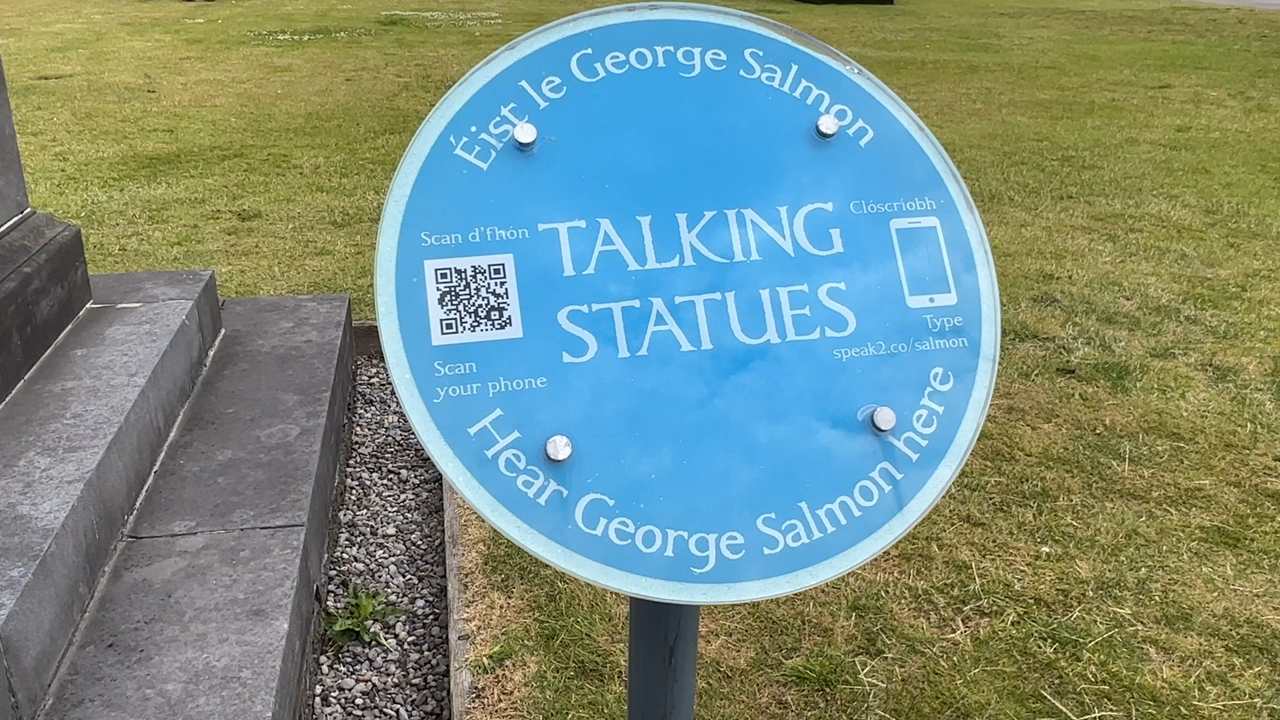 Éist le George Salmon
Scan d'fhón
TALKING
STATUES
Clóscríobh
Scan
your phone
Type
speak2.co/salmon
Hear George Salmon here